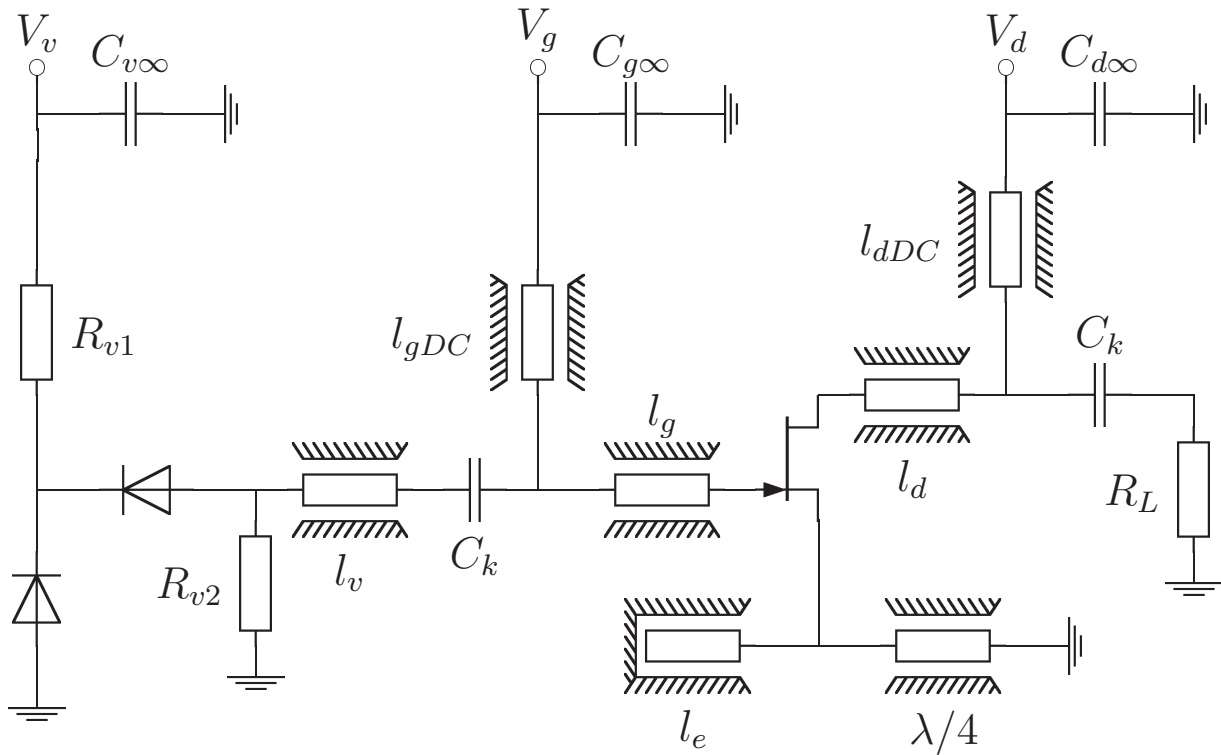 V_v
C_{v∞}
V_g
C_{g∞}
V_d
C_{d∞}
R_{v1}
l_{gDC}
l_{dDC}
C_k
l_g
l_d
R_L
R_{v2}
l_v
C_k
l_e
λ/4